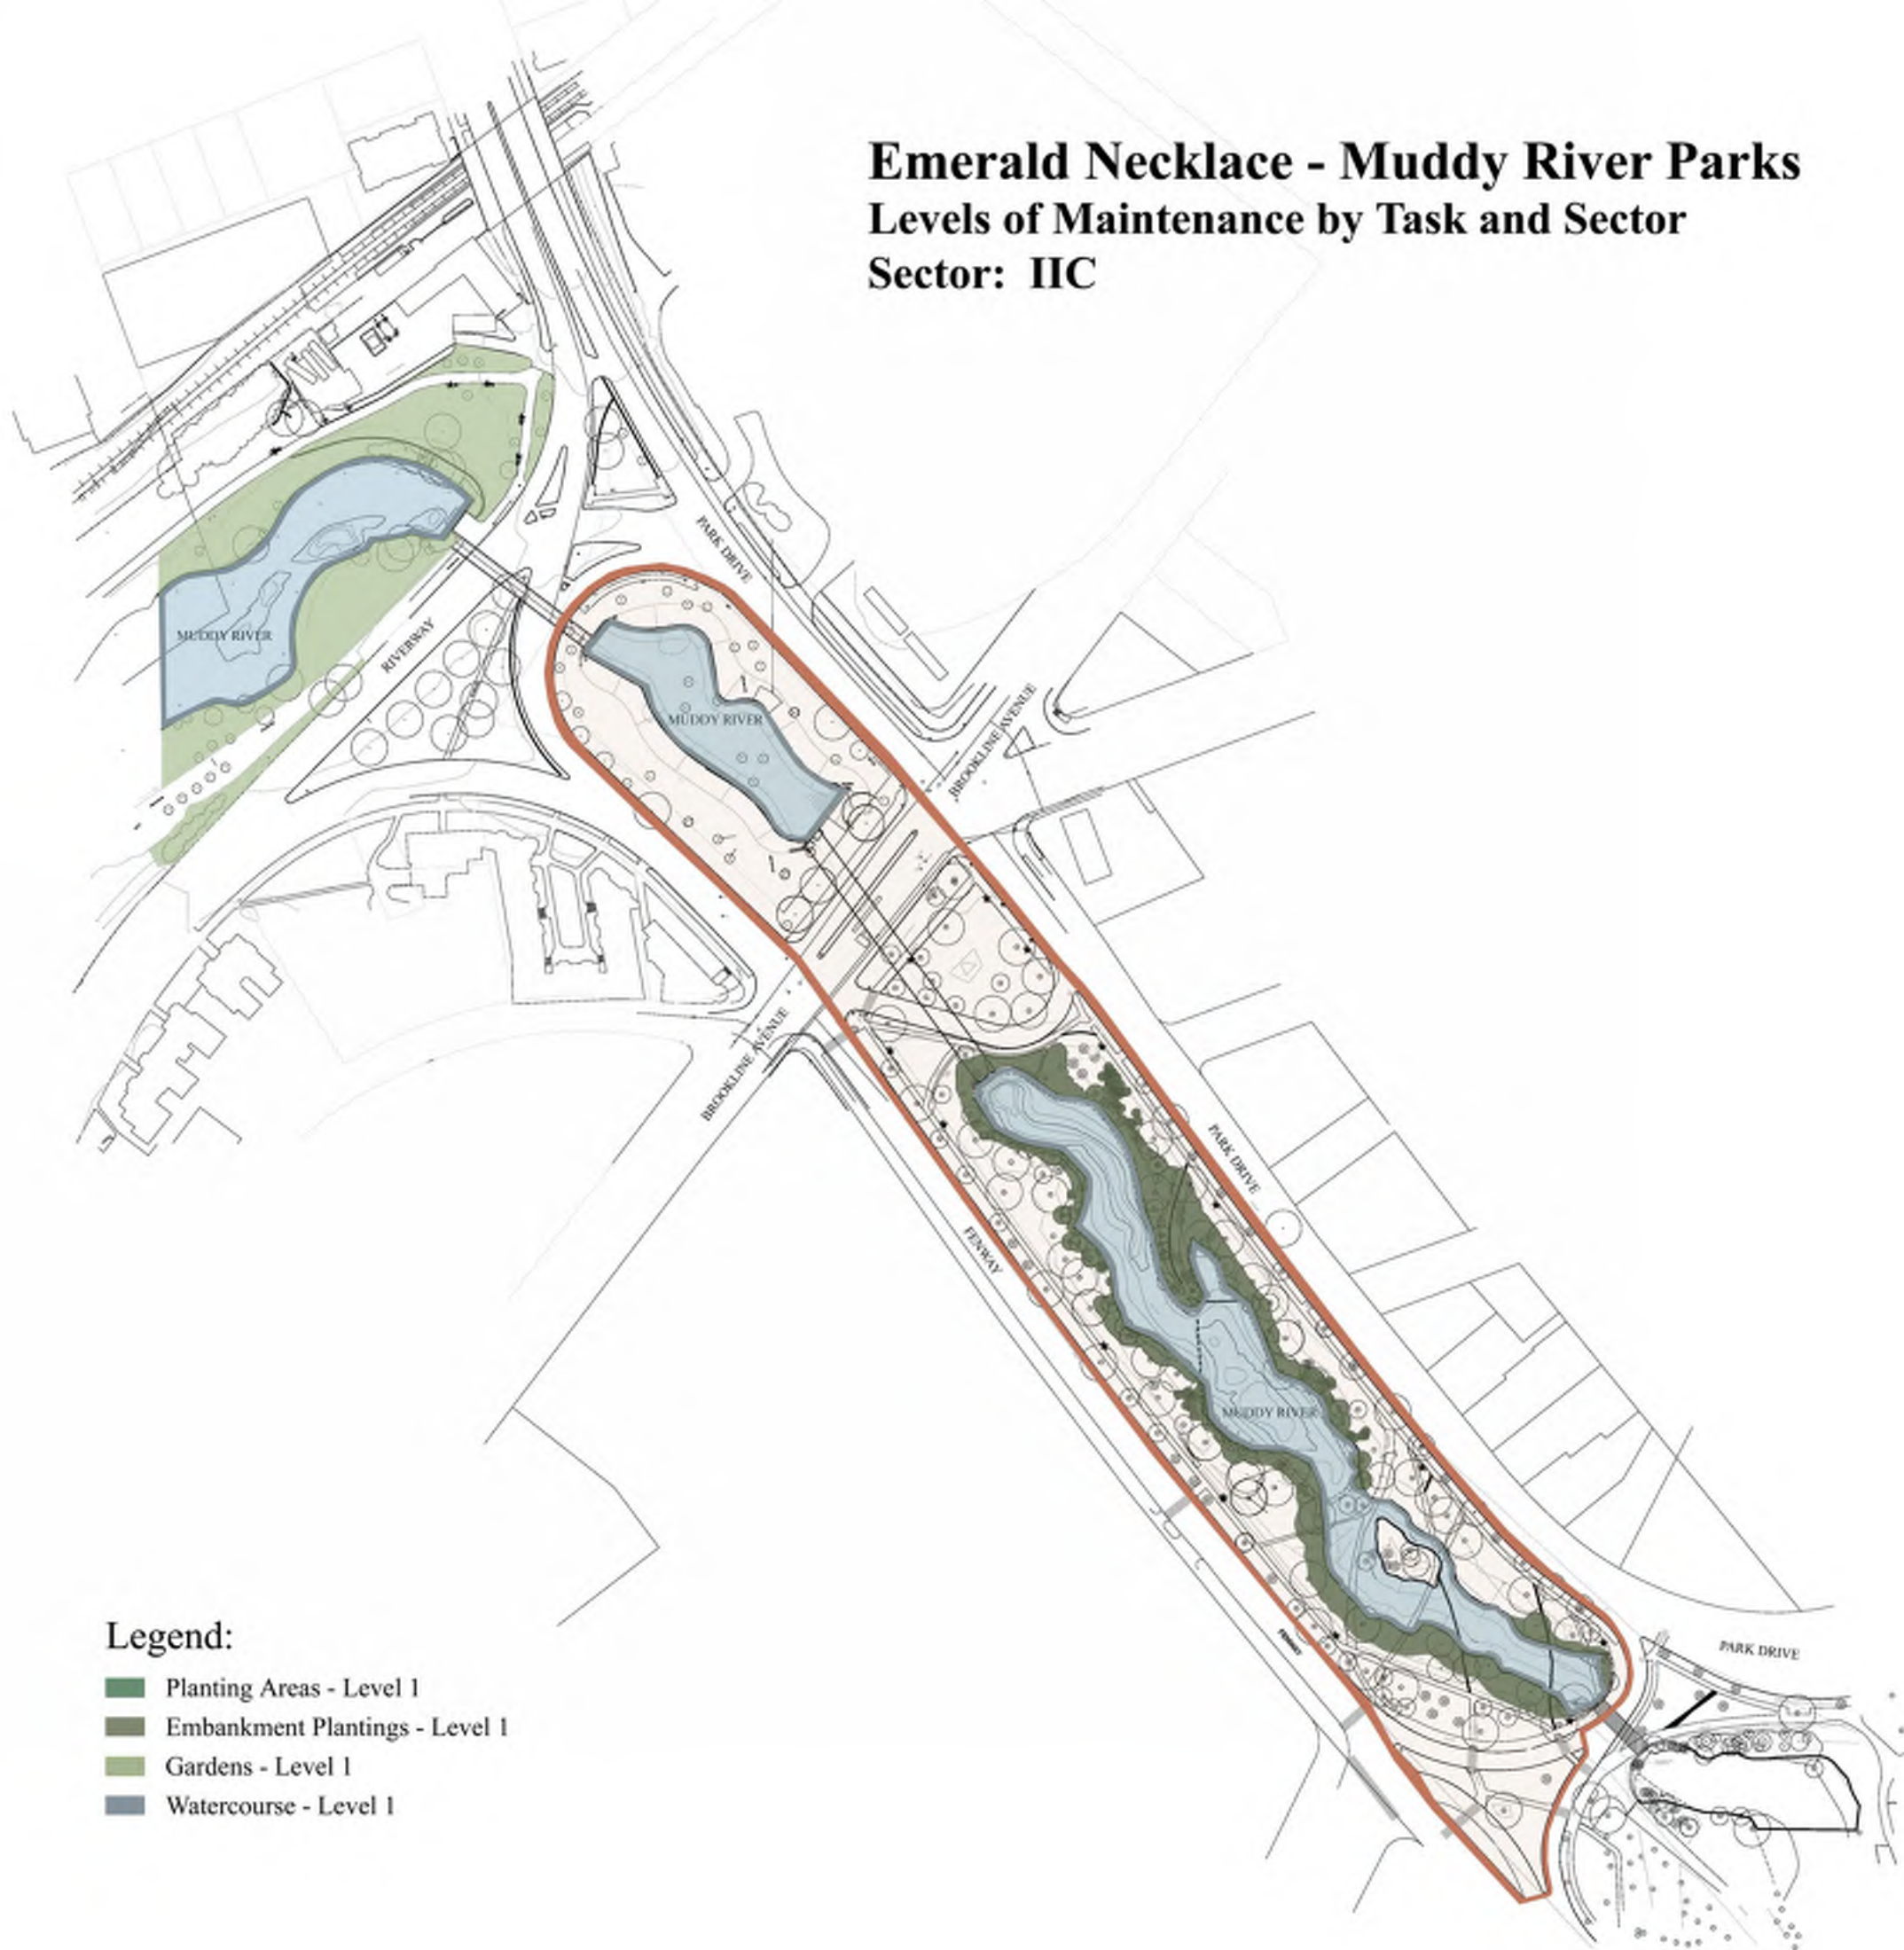 Emerald Necklace - Muddy River Parks
Levels of Maintenance by Task and Sector
Sector: IIC
PARK DRIVE
MUDDY RIVER
RIVERWAY
MUDDY RIVER
BROOKLINE AVENUE
BROOKLINE AVENUE
PARK DRIVE
FENWAY
MUDDY RIVER
FENWAY
PARK DRIVE
Legend:
Planting Areas - Level 1
Embankment Plantings - Level 1
Gardens - Level 1
Watercourse - Level 1